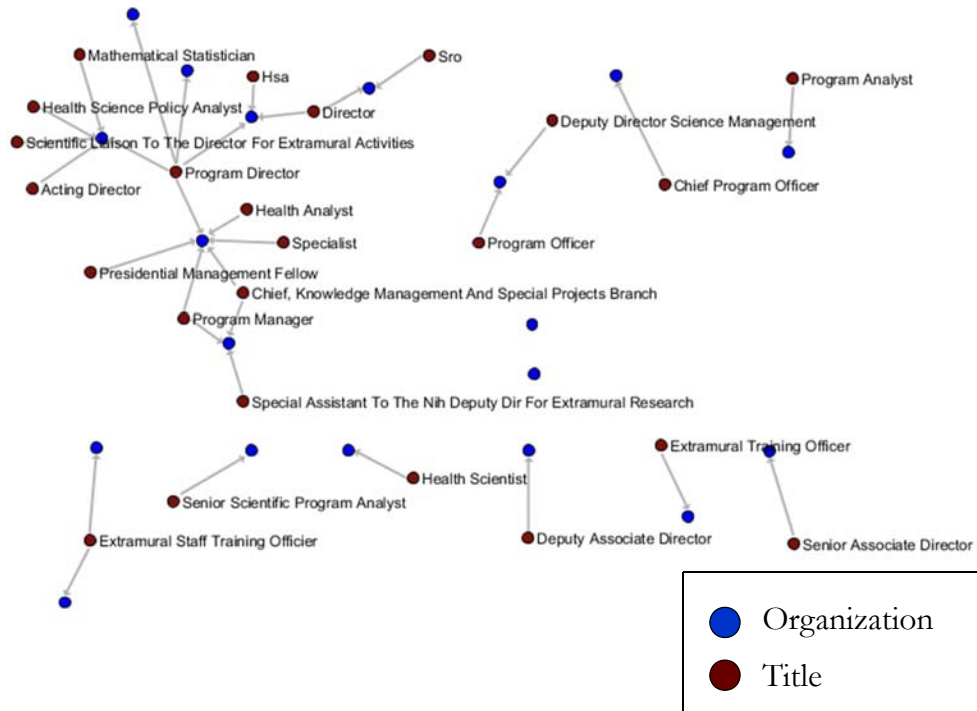 Mathematical Statistician
Sro
Hsa
Program Analyst
Health Science Policy Analyst
Director
Deputy Director Science Management
Scientific Liaison To The Director For Extramural Activities
Program Director
Acting Director
Chief Program Officer
Health Analyst
Specialist
Program Officer
Presidential Management Fellow
Chief, Knowledge Management And Special Projects Branch
Program Manager
Special Assistant To The Nih Deputy Dir For Extramural Research
Extramural Training Officer
Health Scientist
Senior Scientific Program Analyst
Extramural Staff Training Officier
Deputy Associate Director
Senior Associate Director
Organization
Title